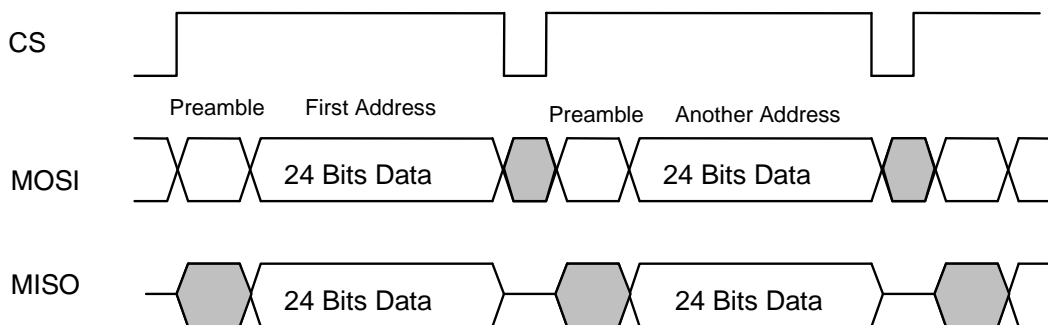 CS
Preamble First Address Preamble Another Address
MOSI 24 Bits Data 24 Bits Data
MISO 24 Bits Data 24 Bits Data